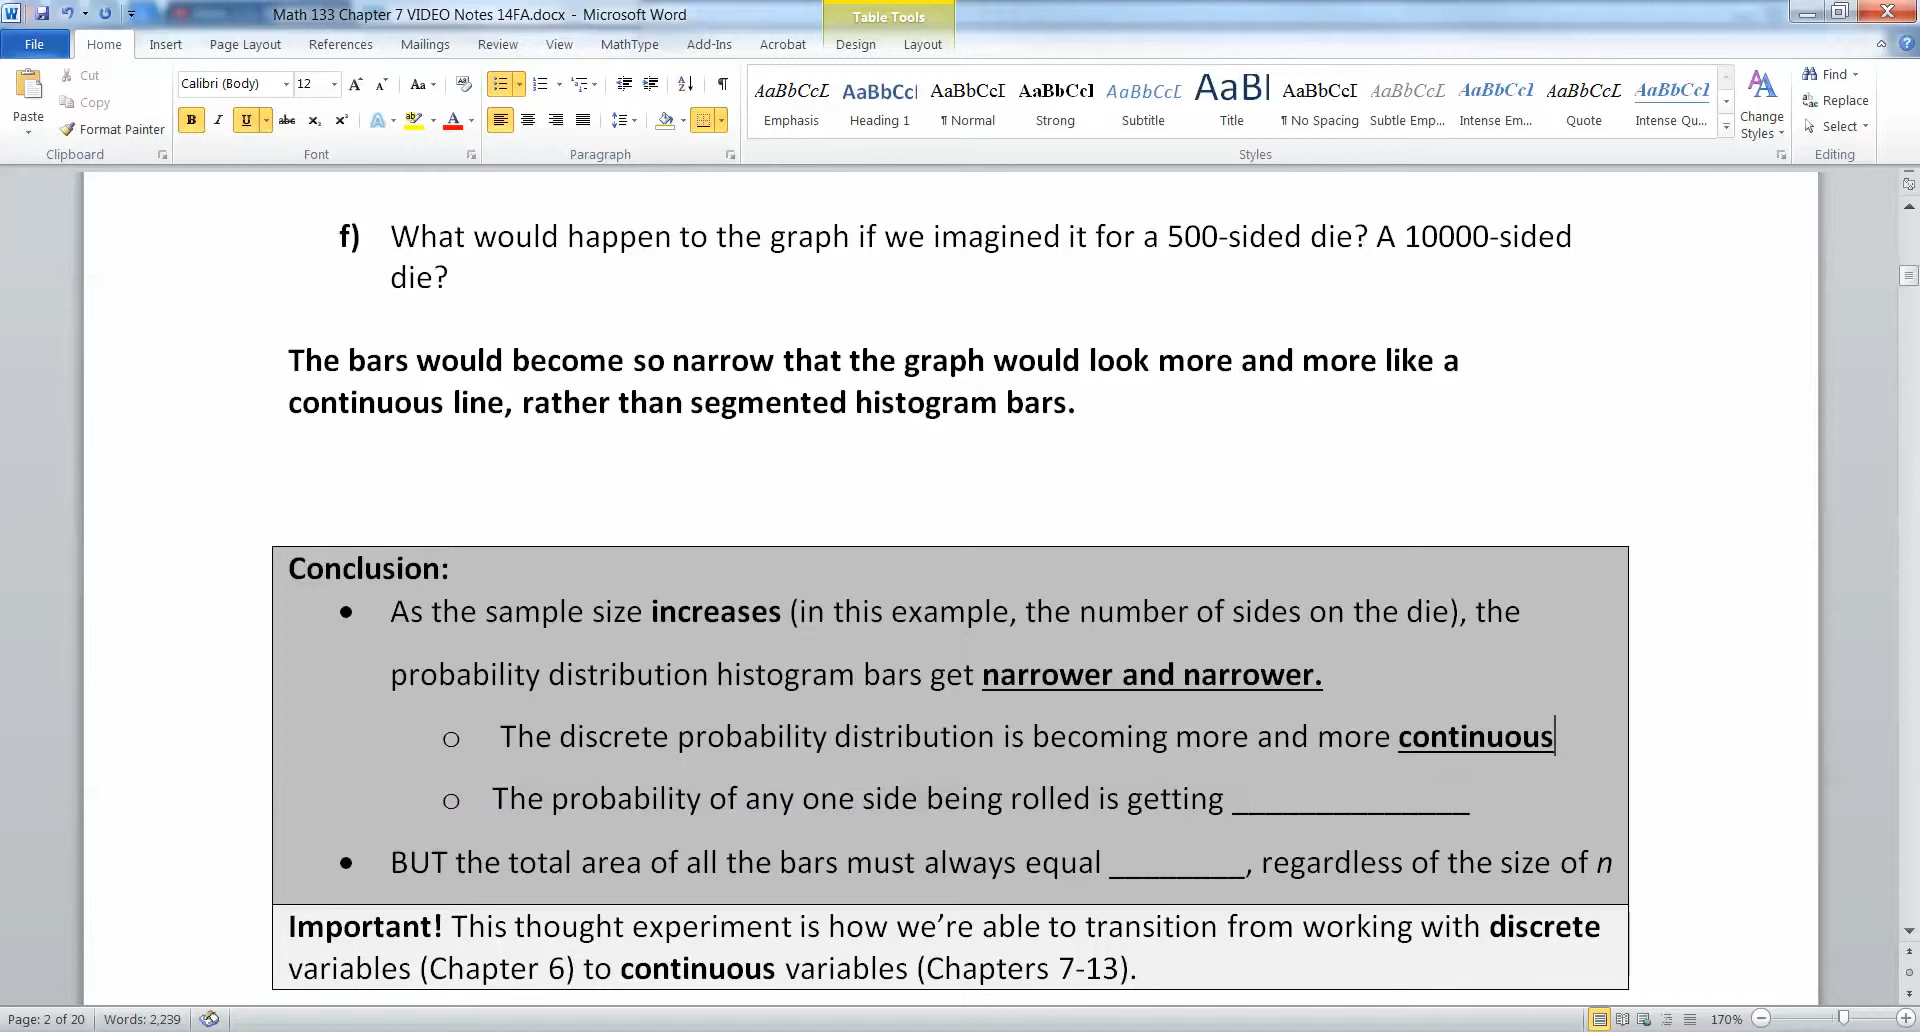 Math 133 Chapter 7 VIDEO Notes 14FA.docx - Microsoft Word
Table Tools
File Home Insert Page Layout References Mailings Review View MathType Add-Ins Acrobat Design Layout
Paste
Cut
Copy
Format Painter
Clipboard
Calibri (Body) 12
Font
Paragraph
AaBbCcL AaBbCc AaBbCcI AaBbCcI AaBbCcL AaBl AaBbCcI AaBbCcL AaBbCcI AaBbCcL AaBbCcI
Emphasis Heading 1 ¶ Normal Strong Subtitle Title ¶ No Spacing Subtle Emp... Intense Em... Quote Intense Qu...
Styles
Change
Styles
Find
Replace
Select
Editing
f) What would happen to the graph if we imagined it for a 500-sided die? A 10000-sided
die?
The bars would become so narrow that the graph would look more and more like a
continuous line, rather than segmented histogram bars.
Conclusion:
• As the sample size increases (in this example, the number of sides on the die), the
probability distribution histogram bars get narrower and narrower.
o The discrete probability distribution is becoming more and more continuous
o The probability of any one side being rolled is getting ______________
• BUT the total area of all the bars must always equal ________, regardless of the size of n
Important! This thought experiment is how we’re able to transition from working with discrete
variables (Chapter 6) to continuous variables (Chapters 7-13).
Page: 2 of 20 Words: 2,239 170%